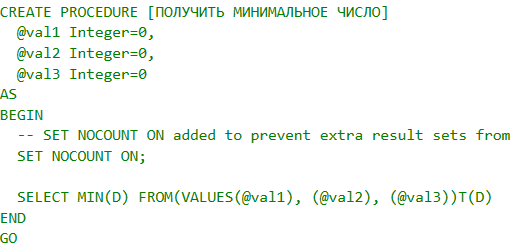 CREATE PROCEDURE [ПОЛУЧИТЬ МИНИМАЛЬНОЕ ЧИСЛО]
@val1 Integer=0,
@val2 Integer=0,
@val3 Integer=0
AS
BEGIN
-- SET NOCOUNT ON added to prevent extra result sets from
SET NOCOUNT ON;
SELECT MIN(D) FROM(VALUES(@val1), (@val2), (@val3))T(D)
END
GO